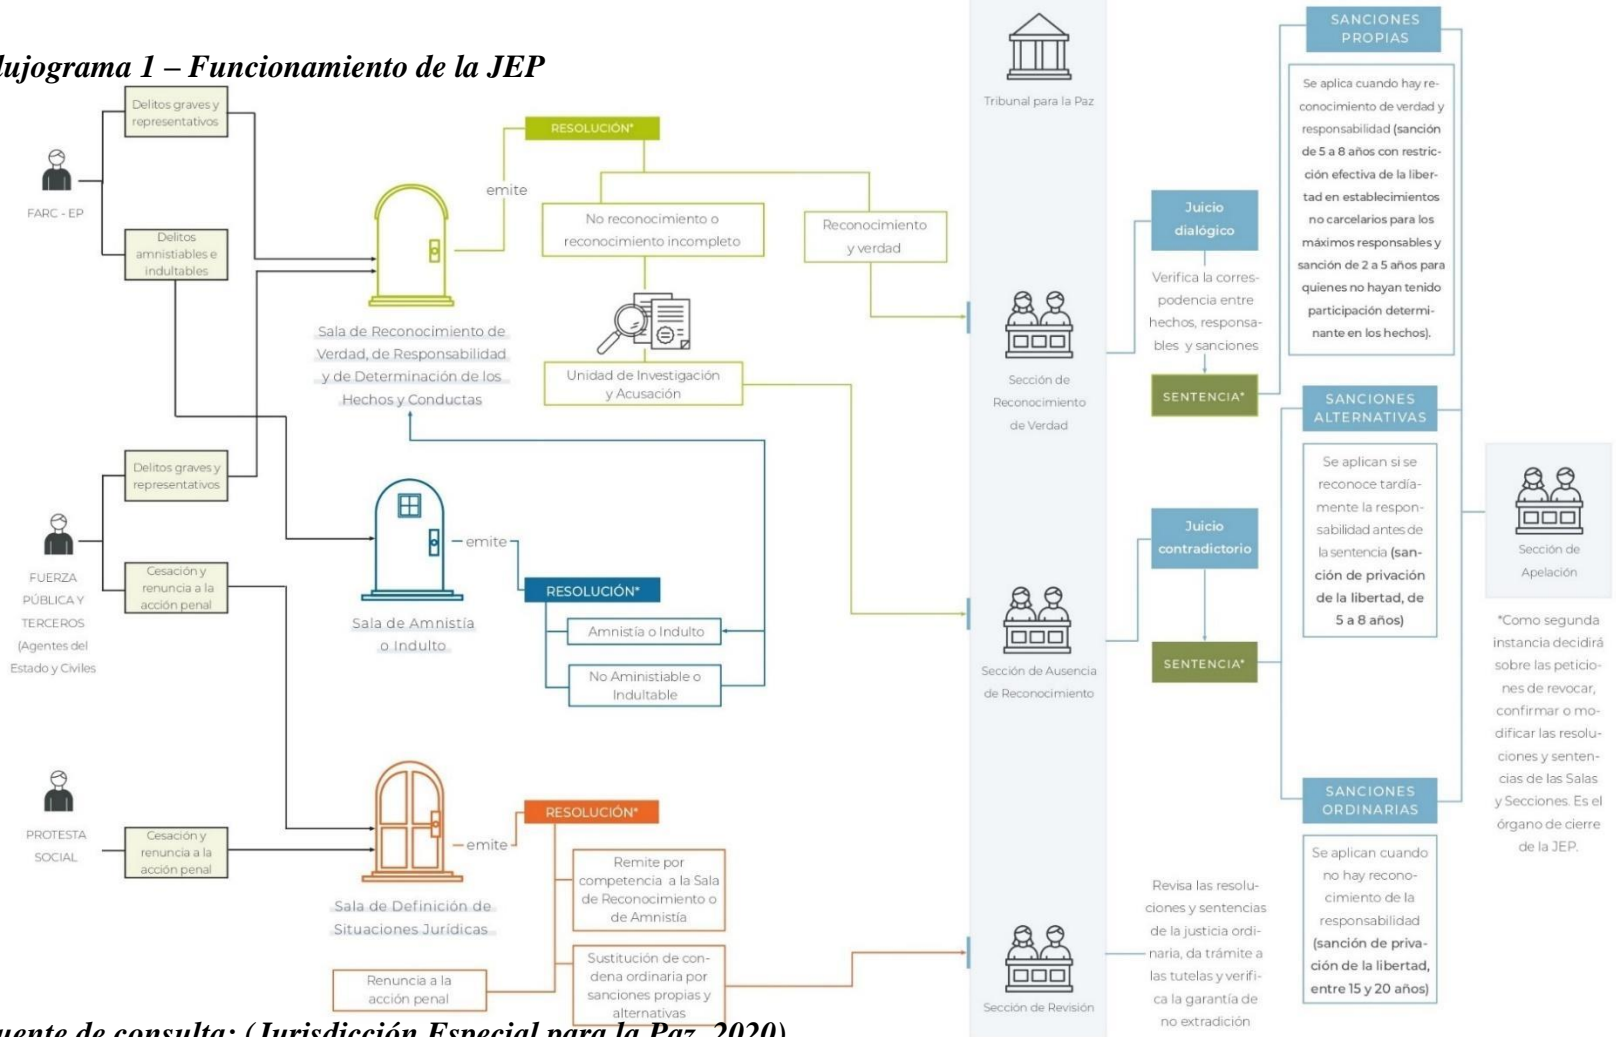 lujograma 1 – Funcionamiento de la JEP
FARC - EP
Delitos graves y
representativos
Delitos
amnistiables e
indultables
FUERZA
PÚBLICA Y
TERCEROS
(Agentes del
Estado y Civiles
Delitos graves y
representativos
Cesación y
renuncia a la
acción penal
PROTESTA
SOCIAL
Cesación y
renuncia a la
acción penal
Sala de Reconocimiento de
Verdad, de Responsabilidad
y de Determinación de los
Hechos y Conductas
emite
RESOLUCIÓN*
No reconocimiento o
reconocimiento incompleto
Reconocimiento
y verdad
Unidad de Investigación
y Acusación
Sala de Amnistía
o Indulto
emite
RESOLUCIÓN*
Amnistía o Indulto
No Aministiable o
Indultable
Sala de Definición de
Situaciones Jurídicas
emite
RESOLUCIÓN*
Remite por
competencia a la Sala
de Reconocimiento o
de Amnistía
Renuncia a la
acción penal
Sustitución de con-
dena ordinaria por
sanciones propias y
alternativas
Tribunal para la Paz
Sección de
Reconocimiento
de Verdad
Sección de Ausencia
de Reconocimiento
Sección de Revisión
Juicio
dialógico
Verifica la corres-
podencia entre
hechos, responsa-
bles y sanciones
SENTENCIA*
Juicio
contradictorio
SENTENCIA*
Revisa las resolu-
ciones y sentencias
de la justicia ordi-
naria, da trámite a
las tutelas y verifi-
ca la garantía de
no extradición
SANCIONES
PROPIAS
Se aplica cuando hay re-
conocimiento de verdad y
responsabilidad (sanción
de 5 a 8 años con restric-
ción efectiva de la liber-
tad en establecimientos
no carcelarios para los
máximos responsables y
sanción de 2 a 5 años para
quienes no hayan tenido
participación determi-
nante en los hechos).
SANCIONES
ALTERNATIVAS
Se aplican si se
reconoce tardía-
mente la respon-
sabilidad antes de
la sentencia (san-
ción de privación
de la libertad, de
5 a 8 años)
SANCIONES
ORDINARIAS
Se aplican cuando
no hay recono-
cimiento de la
responsabilidad
(sanción de priva-
ción de la libertad,
entre 15 y 20 años)
Sección de
Apelación
*Como segunda
instancia decidirá
sobre las peticio-
nes de revocar,
confirmar o mo-
dificar las resolu-
ciones y senten-
cias de las Salas
y Secciones. Es el
órgano de cierre
de la JEP.
uente de consulta: (Jurisdicción Especial para la Paz, 2020)